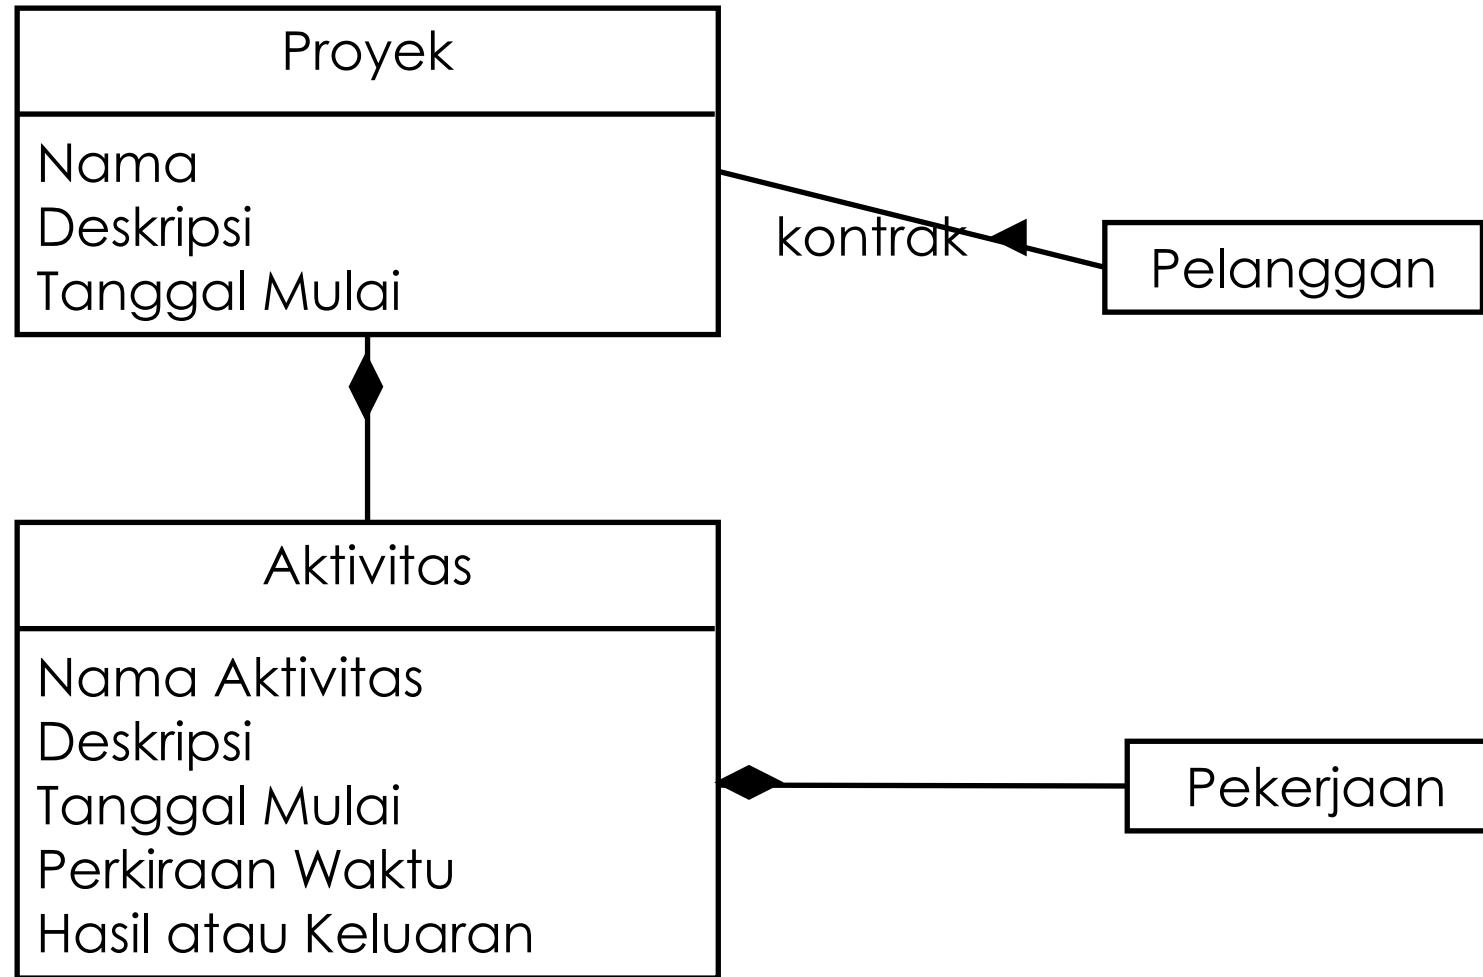 Proyek
Nama
Deskripsi
Tanggal Mulai
kontrak
Pelanggan
Aktivitas
Nama Aktivitas
Deskripsi
Tanggal Mulai
Perkiraan Waktu
Hasil atau Keluaran
Pekerjaan